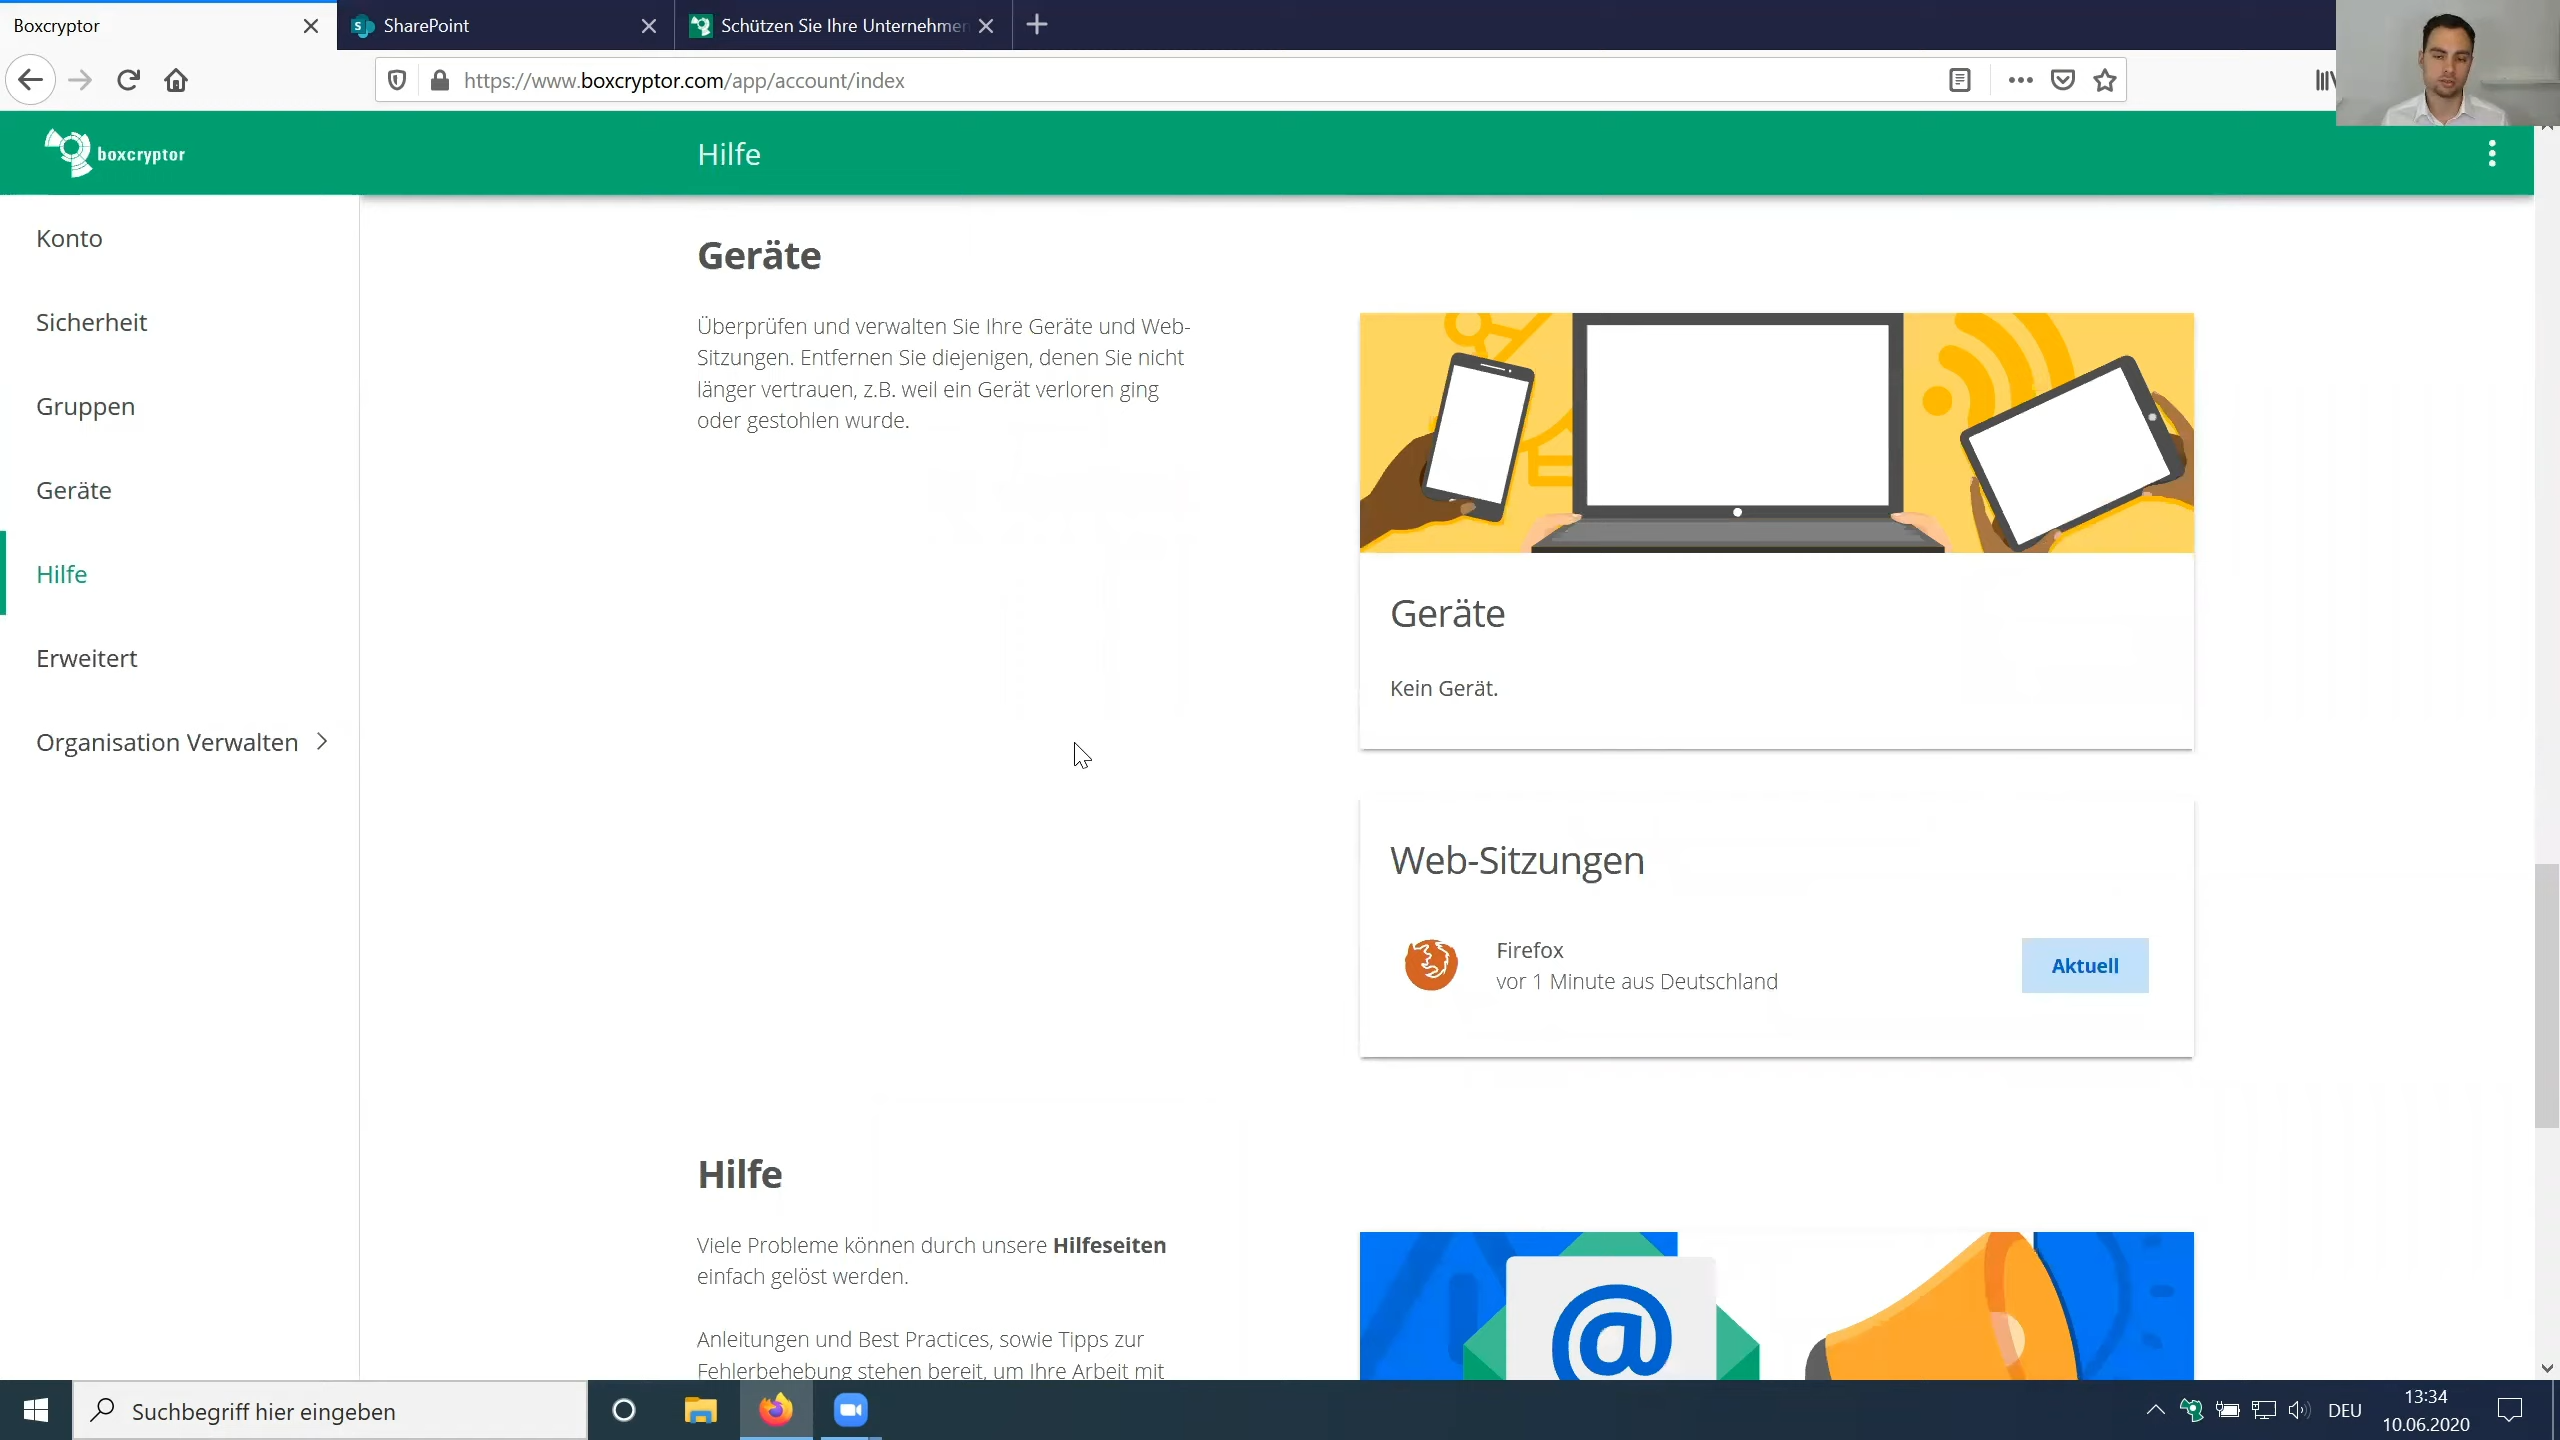 Boxcryptor
SharePoint
Schützen Sie Ihre Unternehmen
https://www.boxcryptor.com/app/account/index
boxcryptor
Hilfe
Konto
Sicherheit
Gruppen
Geräte
Hilfe
Erweitert
Organisation Verwalten
Geräte
Überprüfen und verwalten Sie Ihre Geräte und Web-
Sitzungen. Entfernen Sie diejenigen, denen Sie nicht
länger vertrauen, z.B. weil ein Gerät verloren ging
oder gestohlen wurde.
Geräte
Kein Gerät.
Web-Sitzungen
Firefox
vor 1 Minute aus Deutschland
Aktuell
Hilfe
Viele Probleme können durch unsere Hilfeseiten
einfach gelöst werden.
Anleitungen und Best Practices, sowie Tipps zur
Fehlerbehebung stehen bereit, um Ihre Arbeit mit
@
Suchbegriff hier eingeben
DEU
13:34
10.06.2020